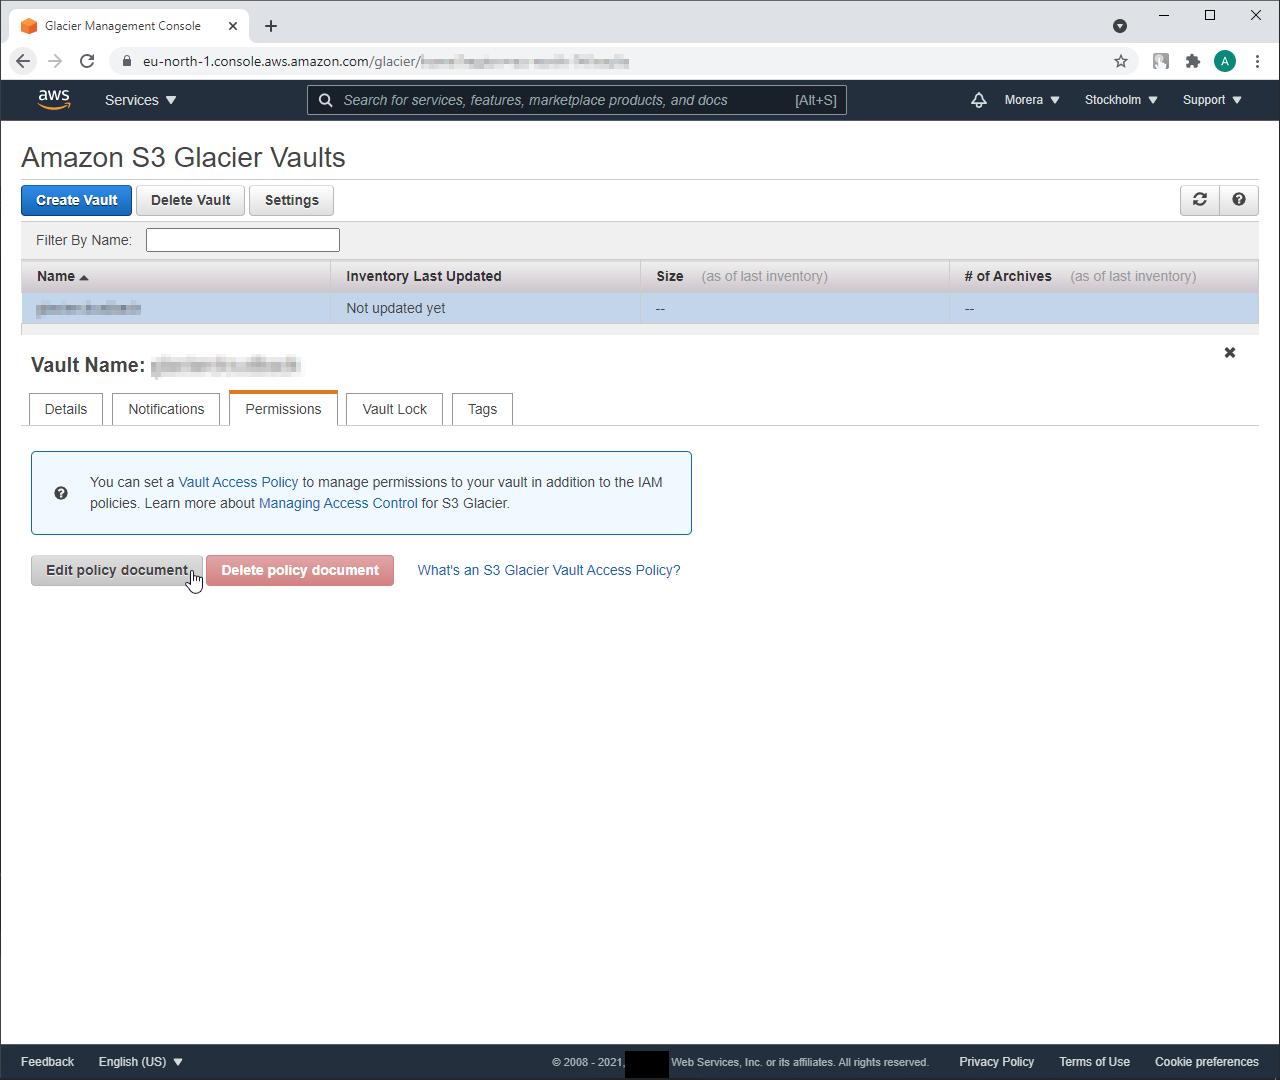 Glacier Management Console
eu-north-1.console.aws.amazon.com/glacier/
A
aws Services Search for services, features, marketplace products, and docs [Alt+S] Morera Stockholm Support
Amazon S3 Glacier Vaults
Create Vault Delete Vault Settings
Filter By Name:
Name Inventory Last Updated Size (as of last inventory) # of Archives (as of last inventory)
Not updated yet -- --
Vault Name:
Details Notifications Permissions Vault Lock Tags
You can set a Vault Access Policy to manage permissions to your vault in addition to the IAM
policies. Learn more about Managing Access Control for S3 Glacier.
Edit policy document Delete policy document What's an S3 Glacier Vault Access Policy?
Feedback English (US) © 2008 - 2021, Web Services, Inc. or its affiliates. All rights reserved. Privacy Policy Terms of Use Cookie preferences